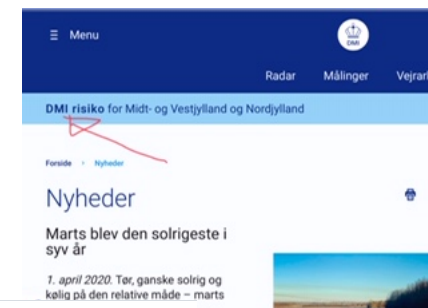 Menu
DMI
Radar Målinger Vejrar
DMI risiko for Midt- og Vestjylland og Nordjylland
Forside Nyheder
Nyheder
Marts blev den solrigeste i
syv år
1. april 2020. Tør, ganske solrig og
kølig på den relative måde – marts